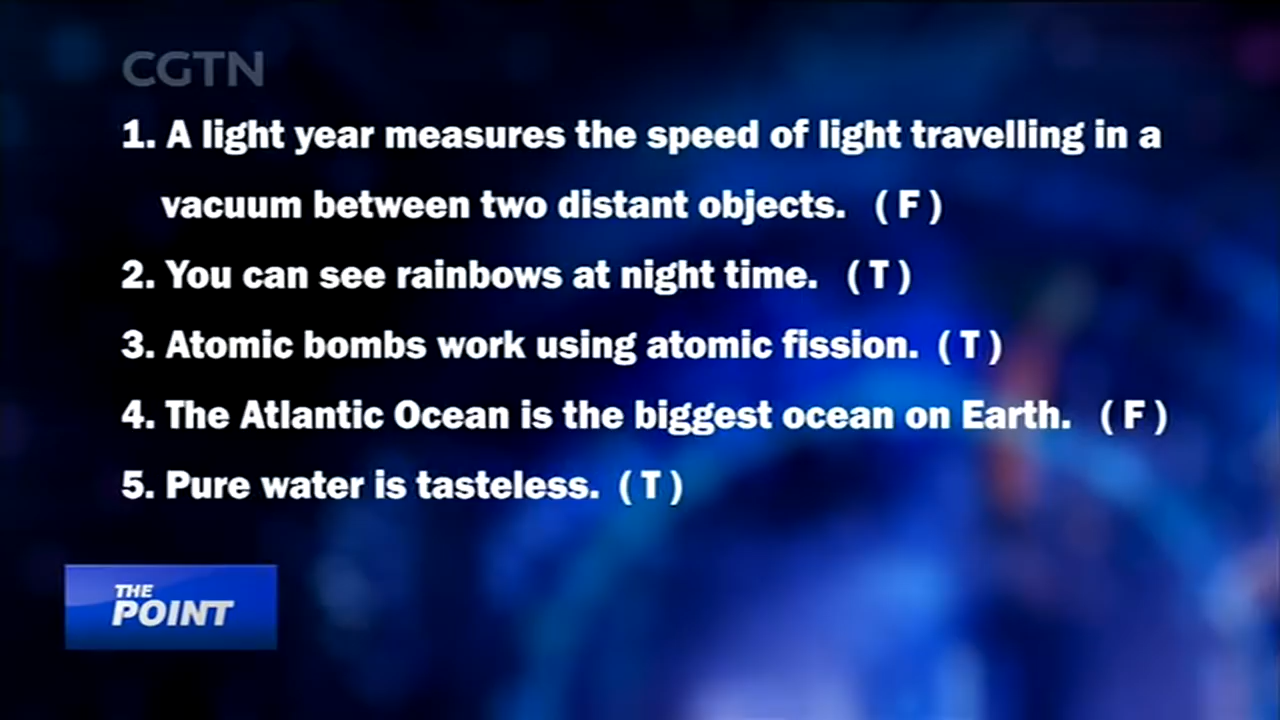 CGTN
1. A light year measures the speed of light travelling in a
vacuum between two distant objects. ( F )
2. You can see rainbows at night time. ( T )
3. Atomic bombs work using atomic fission. ( T )
4. The Atlantic Ocean is the biggest ocean on Earth. ( F )
5. Pure water is tasteless. ( T )
THE
POINT